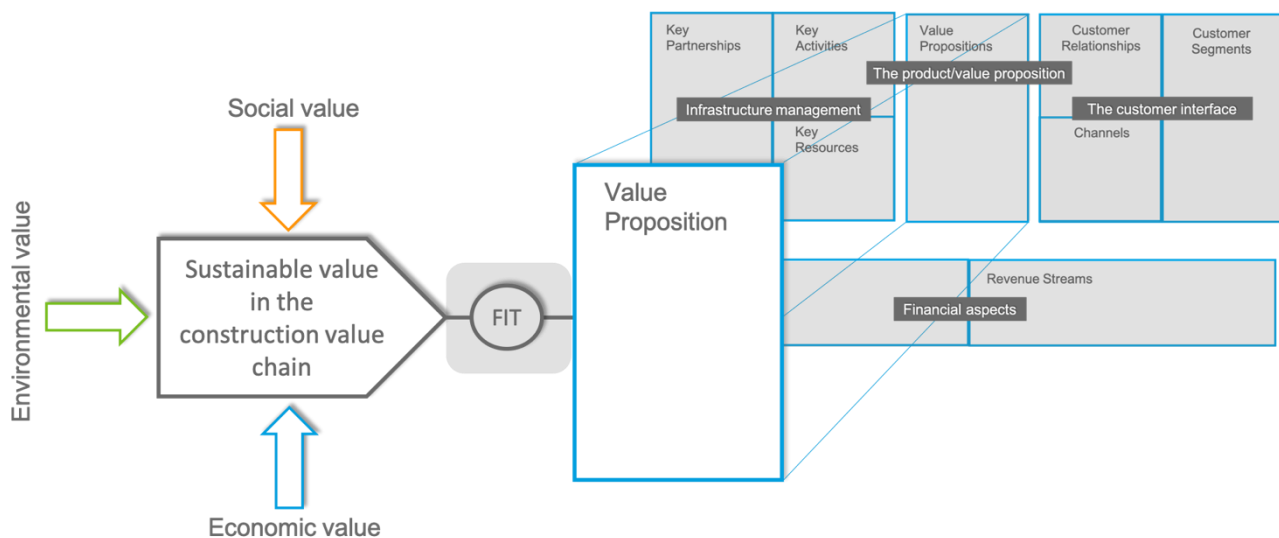 Key
Partnerships
Key
Activities
Value
Propositions
Customer
Relationships
Customer
Segments
The product/value proposition
Infrastructure management
The customer interface
Key
Resources
Channels
Social value
Environmental value
Sustainable value
in the
construction value
chain
FIT
Value
Proposition
Revenue Streams
Financial aspects
Economic value